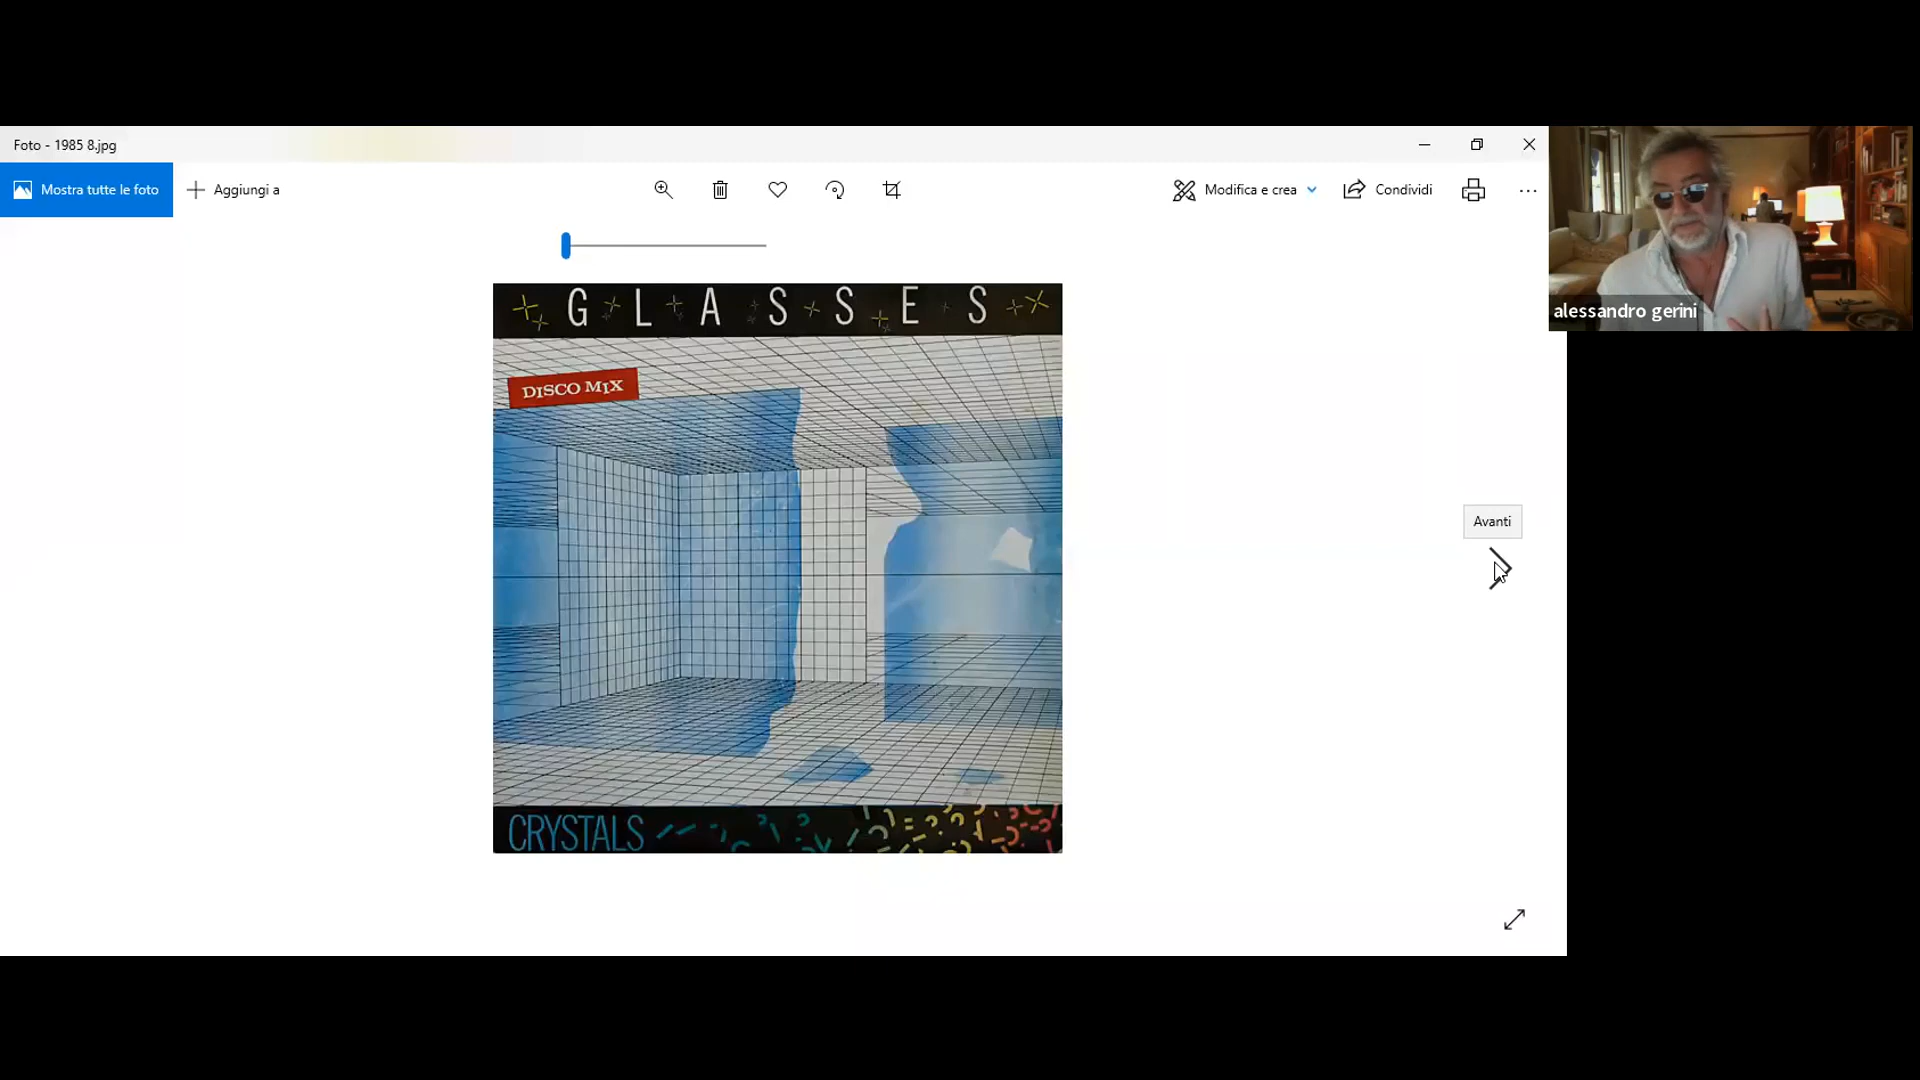 Foto - 1985 8.jpg
Mostra tutte le foto
Aggiungi a
Modifica e crea
Condividi
alessandro gerini
GLASSES
DISCO MIX
Avanti
CRYSTALS